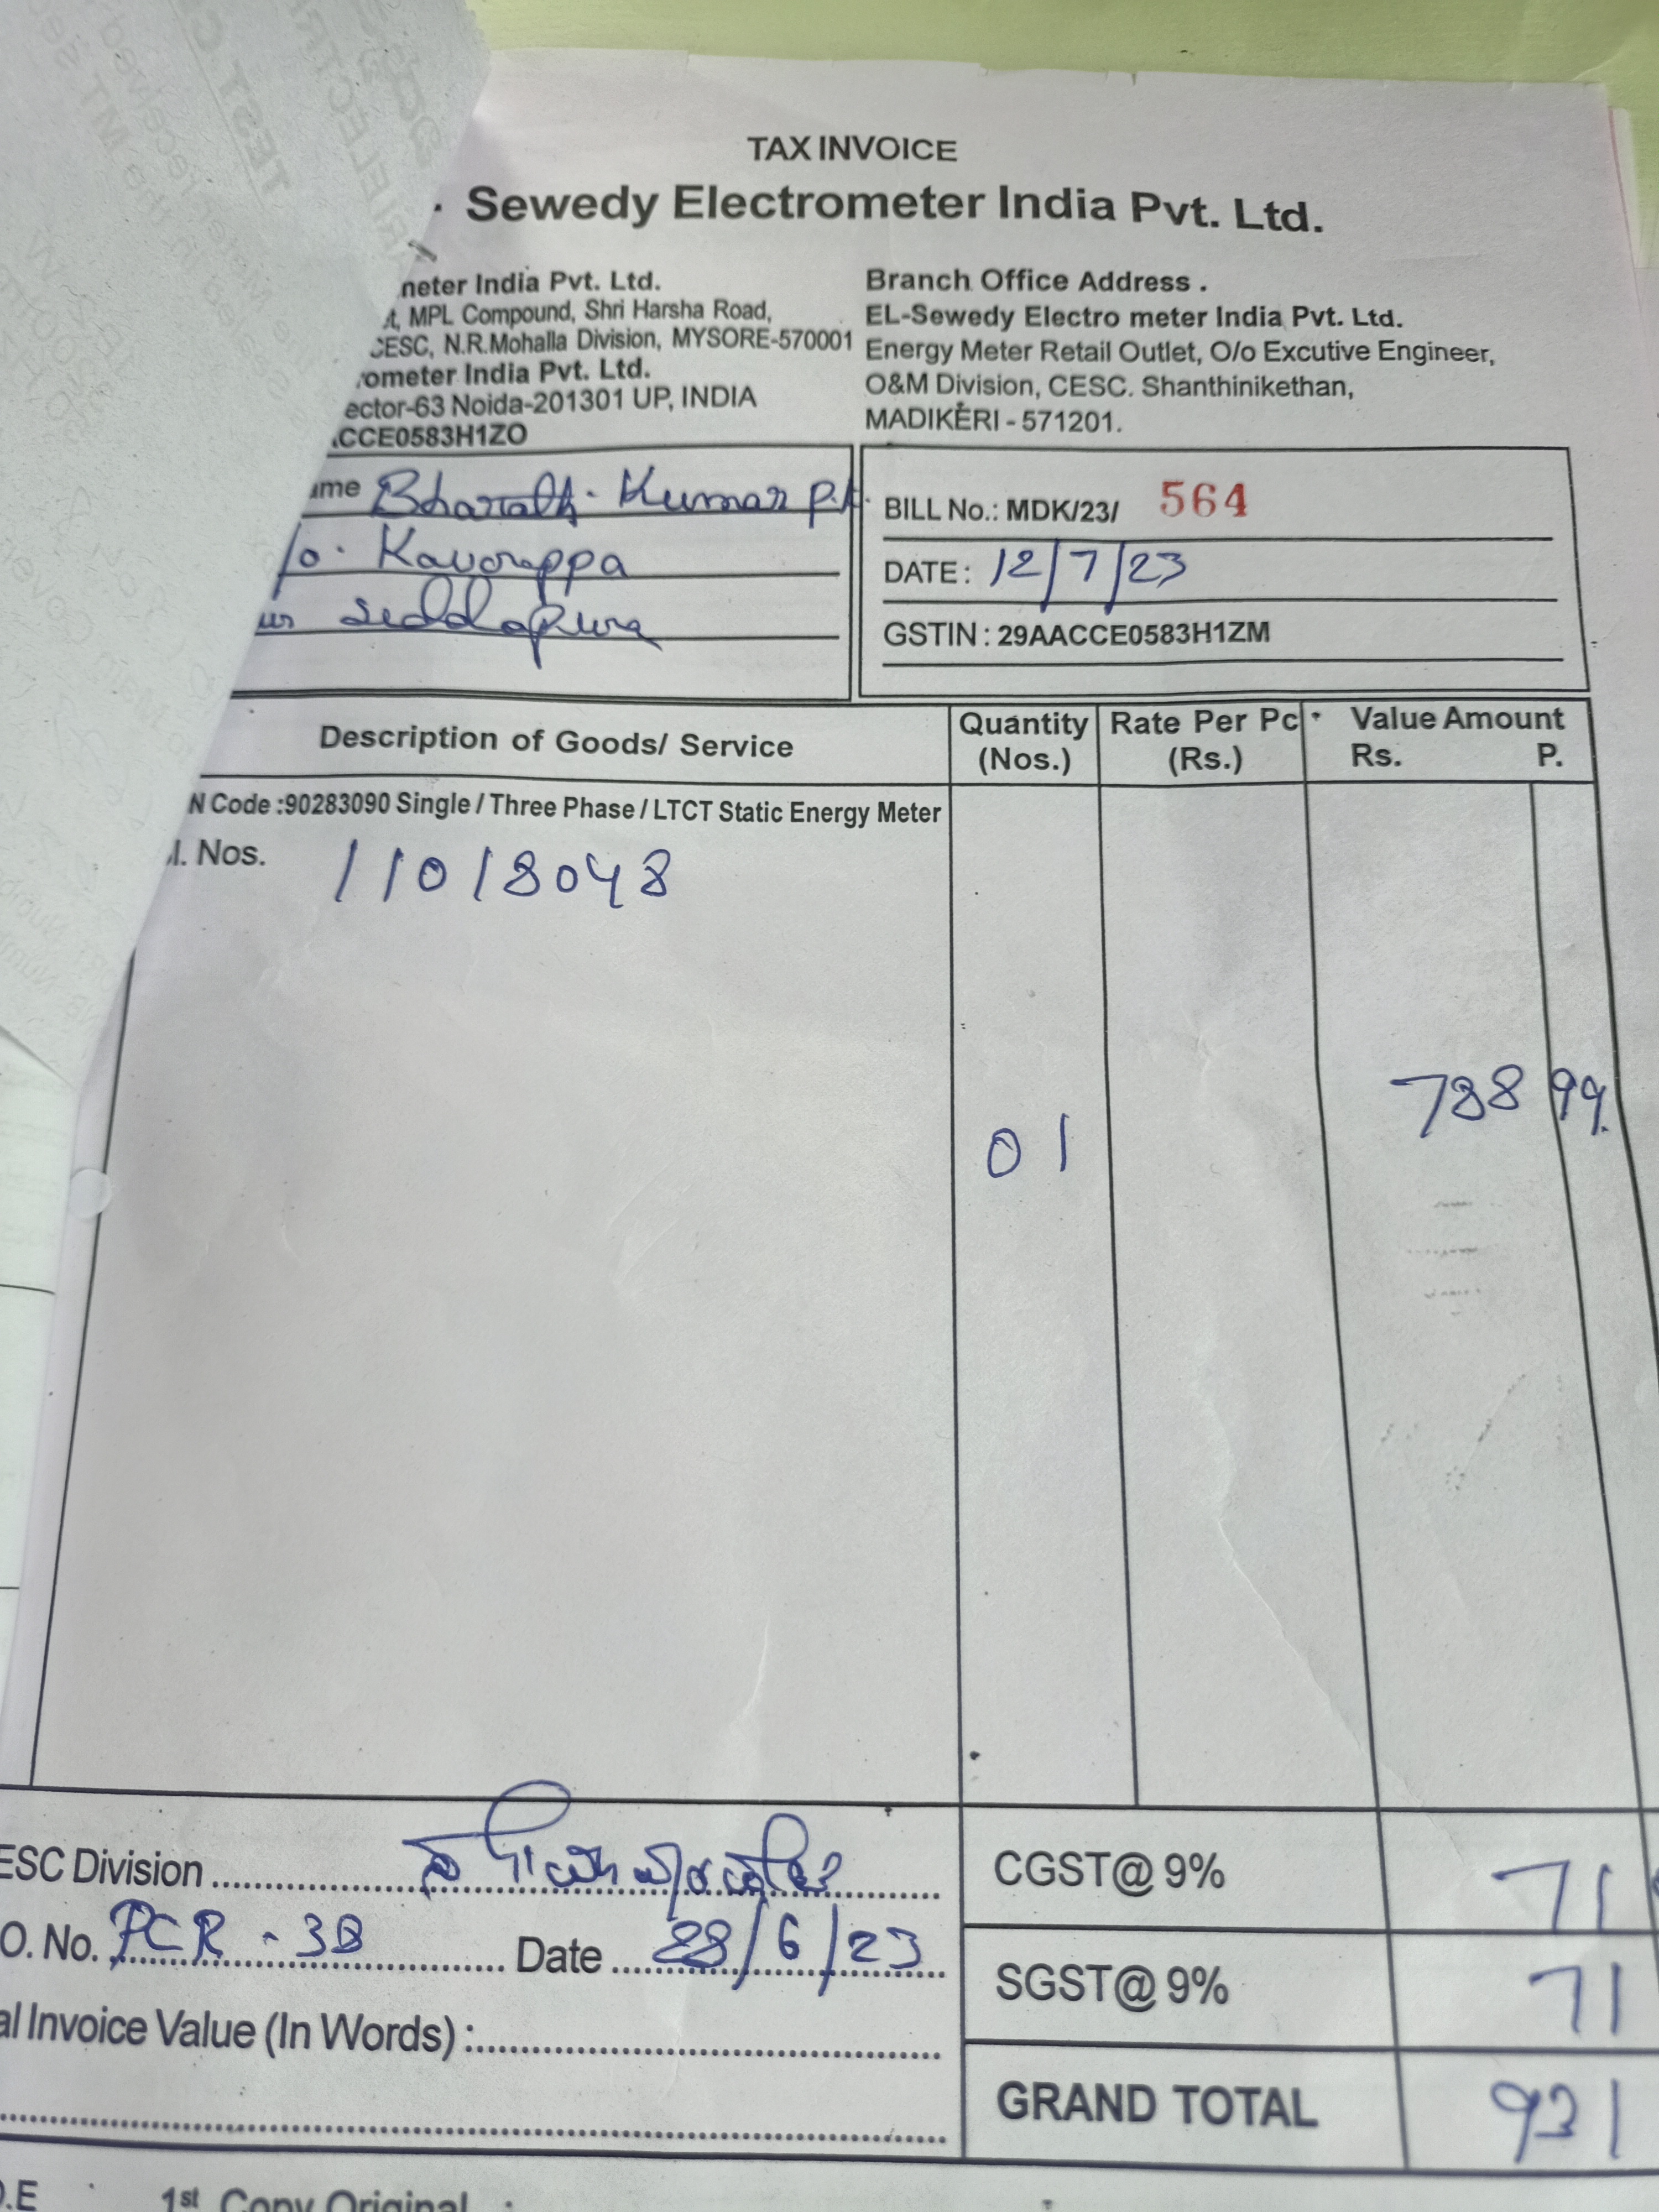 TAX INVOICE
Sewedy Electrometer India Pvt. Ltd.
neter India Pvt. Ltd.
t, MPL Compound, Shri Harsha Road,
CESC, N.R.Mohalla Division, MYSORE-570001
rometer India Pvt. Ltd.
ector-63 Noida-201301 UP, INDIA
ACCE0583H1ZO
Branch Office Address .
EL-Sewedy Electro meter India Pvt. Ltd.
Energy Meter Retail Outlet, O/o Excutive Engineer,
O&M Division, CESC. Shanthinikethan,
MADIKERI - 571201.
ame Bharath. Kumar
/o. Kavorappa
Siddapura
BILL No.: MDK/23/ 564
DATE: 12/7/23
GSTIN : 29AACCE0583H1ZM
Description of Goods/ Service Quantity (Nos.) Rate Per Pc (Rs.) Value Amount Rs. P.
N Code :90283090 Single / Three Phase / LTCT Static Energy Meter
l. Nos. 11018048
788 99
01
ESC Division
CGST@ 9% 71
O. No. PCR - 38 Date 28/6/23
SGST@ 9% 71
al Invoice Value (In Words) :
GRAND TOTAL 931
O.E 1st Copy Original :